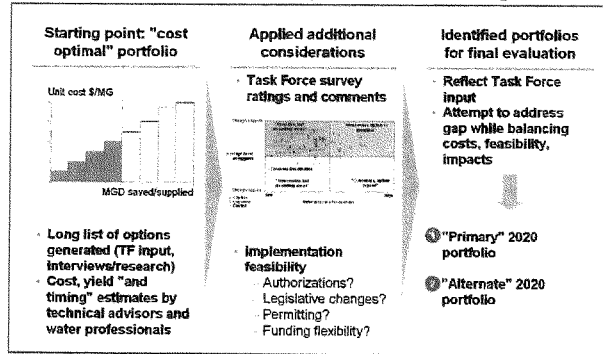 Starting point: "cost
optimal" portfolio
Unit cost $/MG
MGD saved/supplied
Long list of options
generated (TF input,
interviews/research)
Cost, yield "and
timing" estimates by
technical advisors and
water professionals
Applied additional
considerations
Task Force survey
ratings and comments
Implementation
feasibility
Authorizations?
Legislative changes?
Permitting?
Funding flexibility?
Identified portfolios
for final evaluation
Reflect Task Force
input
Attempt to address
gap while balancing
costs, feasibility,
impacts
1 "Primary" 2020
portfolio
2 "Alternate" 2020
portfolio